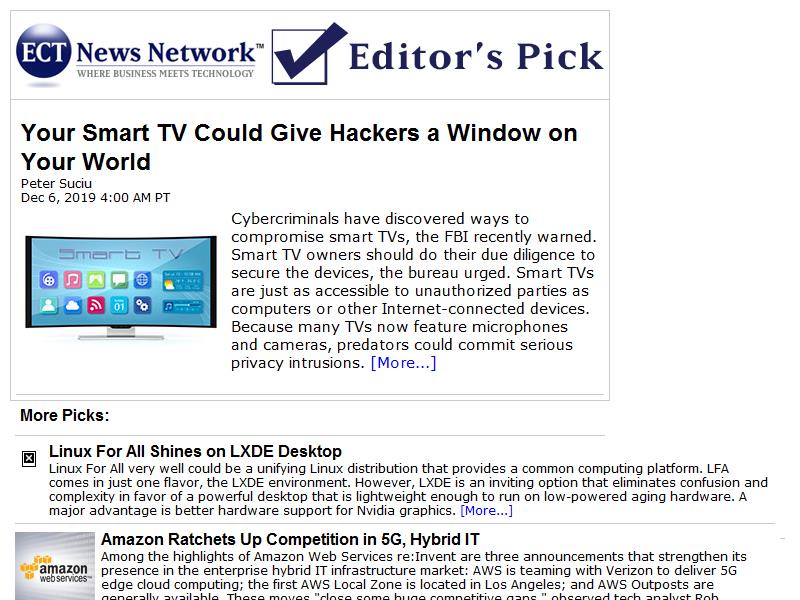 ECT News Network™
WHERE BUSINESS MEETS TECHNOLOGY
Editor's Pick
Your Smart TV Could Give Hackers a Window on
Your World
Peter Suciu
Dec 6, 2019 4:00 AM PT
Smart TV
01
Cybercriminals have discovered ways to
compromise smart TVs, the FBI recently warned.
Smart TV owners should do their due diligence to
secure the devices, the bureau urged. Smart TVs
are just as accessible to unauthorized parties as
computers or other Internet-connected devices.
Because many TVs now feature microphones
and cameras, predators could commit serious
privacy intrusions. [More...]
More Picks:
Linux For All Shines on LXDE Desktop
Linux For All very well could be a unifying Linux distribution that provides a common computing platform. LFA
comes in just one flavor, the LXDE environment. However, LXDE is an inviting option that eliminates confusion and
complexity in favor of a powerful desktop that is lightweight enough to run on low-powered aging hardware. A
major advantage is better hardware support for Nvidia graphics. [More...]
amazon
webservices™
Amazon Ratchets Up Competition in 5G, Hybrid IT
Among the highlights of Amazon Web Services re:Invent are three announcements that strengthen its
presence in the enterprise hybrid IT infrastructure market: AWS is teaming with Verizon to deliver 5G
edge cloud computing; the first AWS Local Zone is located in Los Angeles; and AWS Outposts are
generally available. These moves "close some huge competitive gaps," observed tech analyst Rob